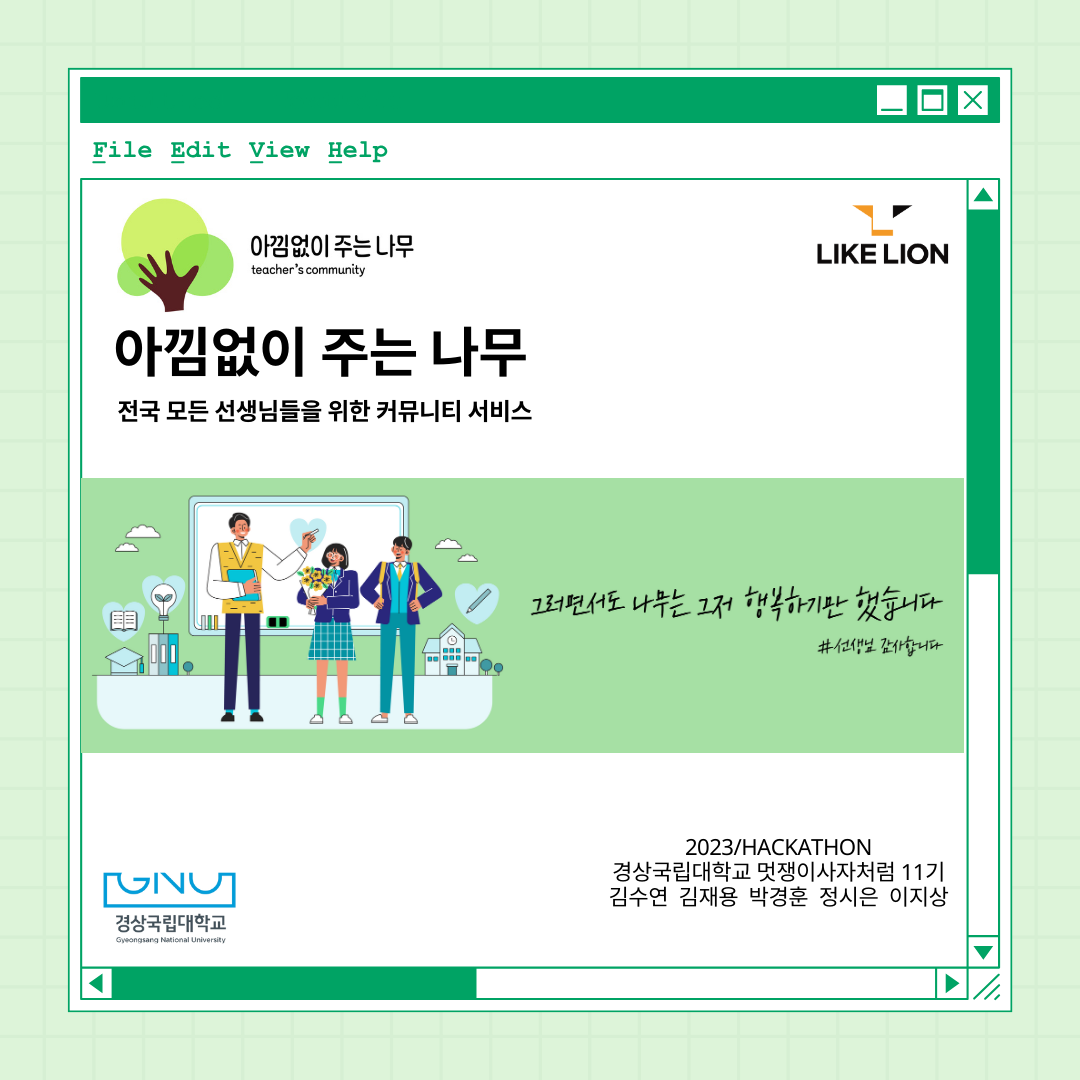 File Edit View Help
아낌없이 주는 나무
teacher's community
LIKE LION
아낌없이 주는 나무
전국 모든 선생님들을 위한 커뮤니티 서비스
그러면서도 나무는 그저 행복하기만 했습니다
#선생님 감사합니다
2023/HACKATHON
경상국립대학교 멋쟁이사자처럼 11기
김수연 김재용 박경훈 정시은 이지상
GNU
경상국립대학교
Gyeongsang National University